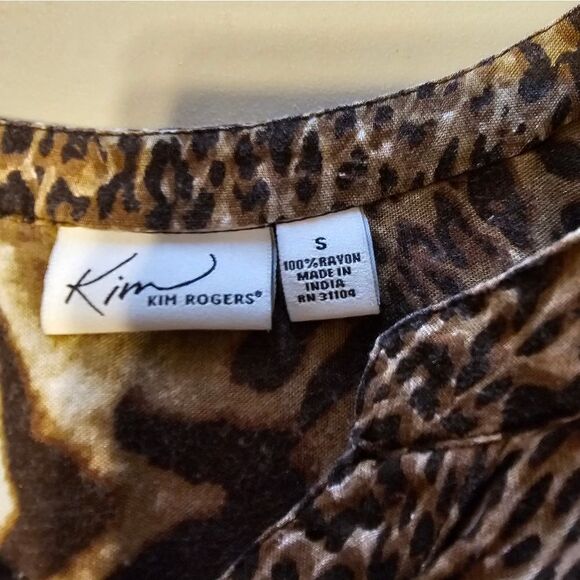 Kim
KIM ROGERS®
S
100% RAYON
MADE IN
INDIA
RN 31104